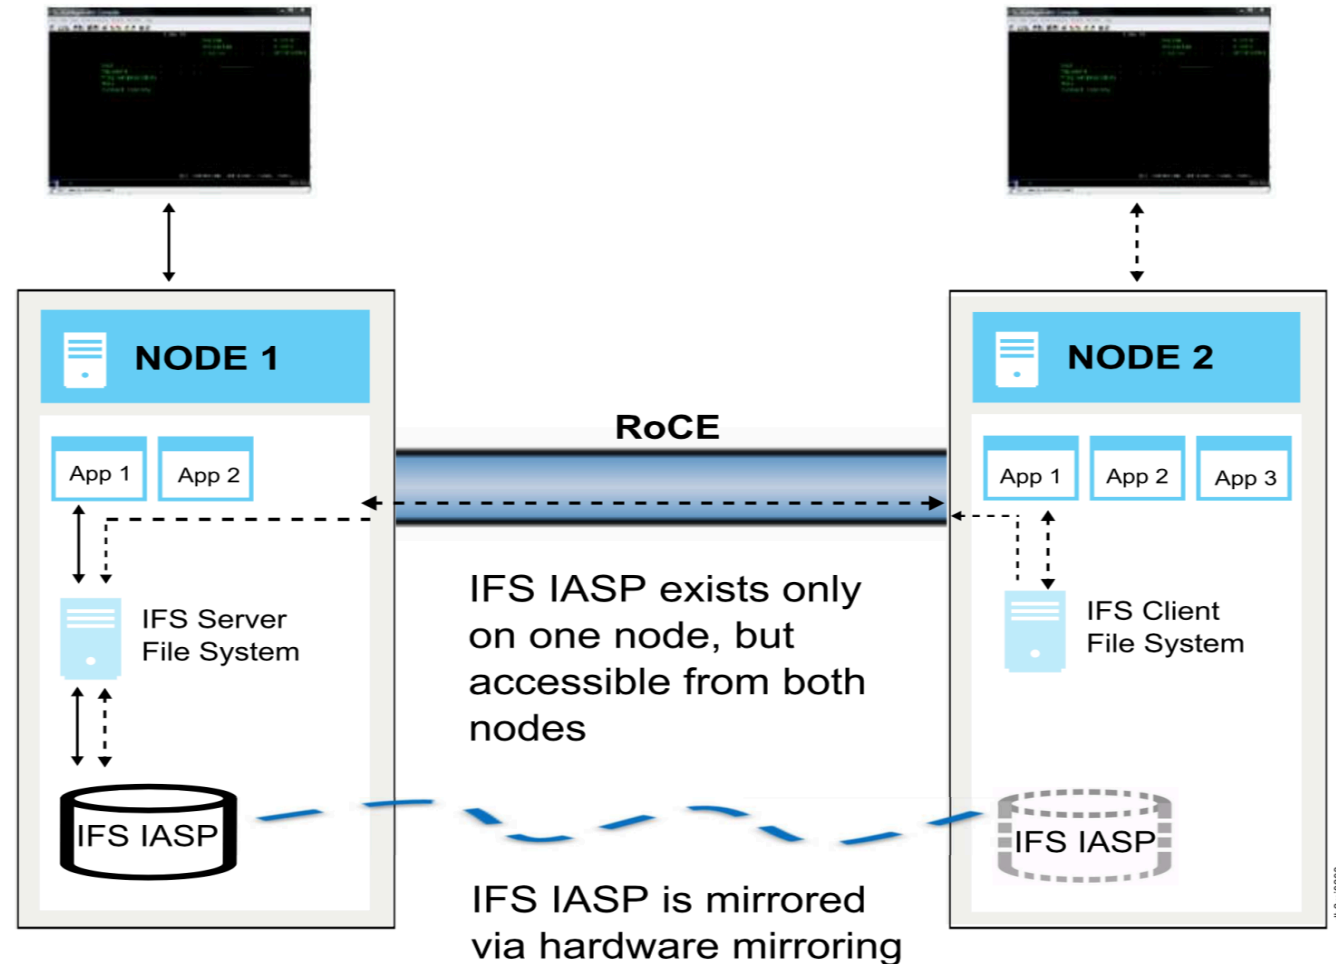 NODE 1
NODE 2
RoCE
App 1
App 2
App 1
App 2
App 3
IFS Server
File System
IFS IASP exists only
on one node, but
accessible from both
nodes
IFS Client
File System
IFS IASP
IFS IASP
IFS IASP is mirrored
via hardware mirroring